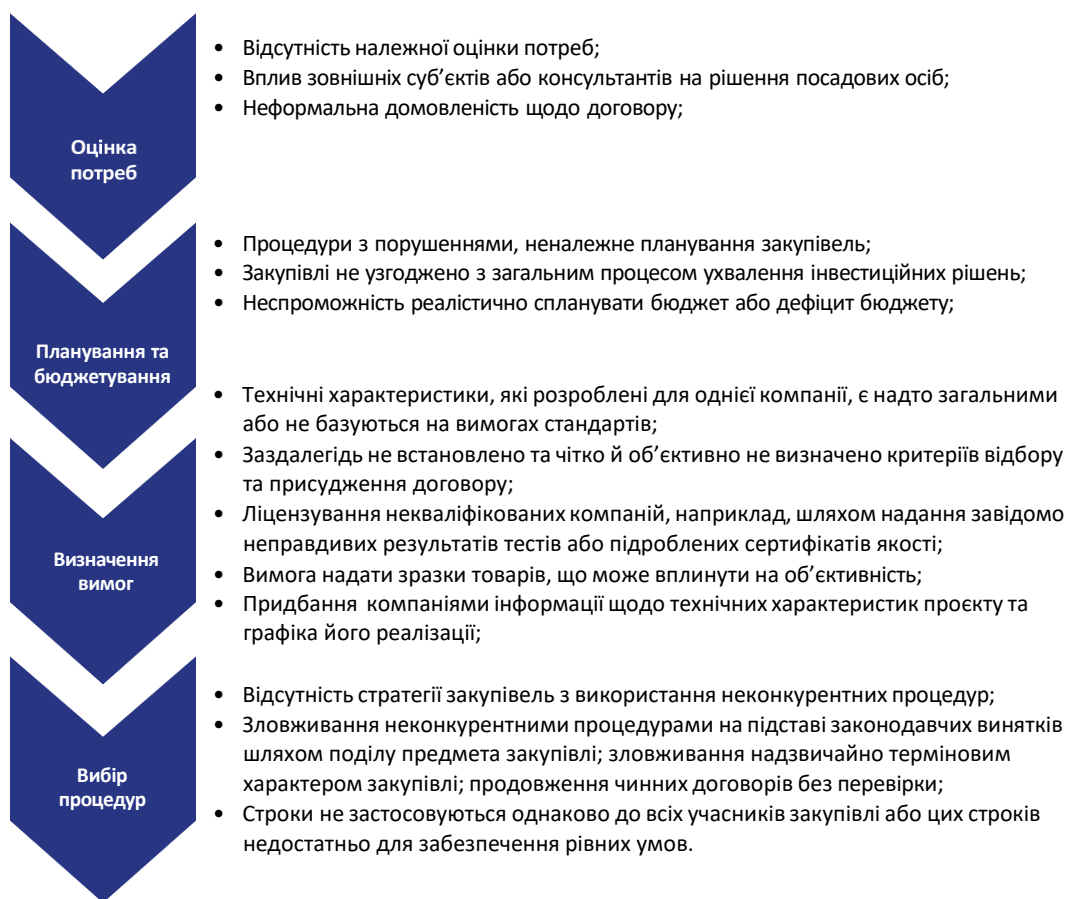 • Відсутність належної оцінки потреб;
• Вплив зовнішніх суб’єктів або консультантів на рішення посадових осіб;
• Неформальна домовленість щодо договору;
Оцінка
потреб
• Процедури з порушеннями, неналежне планування закупівель;
• Закупівлі не узгоджено з загальним процесом ухвалення інвестиційних рішень;
• Неспроможність реалістично спланувати бюджет або дефіцит бюджету;
Планування та
бюджетування
• Технічні характеристики, які розроблені для однієї компанії, є надто загальними
або не базуються на вимогах стандартів;
• Заздалегідь не встановлено та чітко й об’єктивно не визначено критеріїв відбору
та присудження договору;
• Ліцензування некваліфікованих компаній, наприклад, шляхом надання завідомо
неправдивих результатів тестів або підроблених сертифікатів якості;
• Вимога надати зразки товарів, що може вплинути на об’єктивність;
• Придбання компаніями інформації щодо технічних характеристик проєкту та
графіка його реалізації;
Визначення
вимог
• Відсутність стратегії закупівель з використання неконкурентних процедур;
• Зловживання неконкурентними процедурами на підставі законодавчих винятків
шляхом поділу предмета закупівлі; зловживання надзвичайно терміновим
характером закупівлі; продовження чинних договорів без перевірки;
• Строки не застосовуються однаково до всіх учасників закупівлі або цих строків
недостатньо для забезпечення рівних умов.
Вибір
процедур